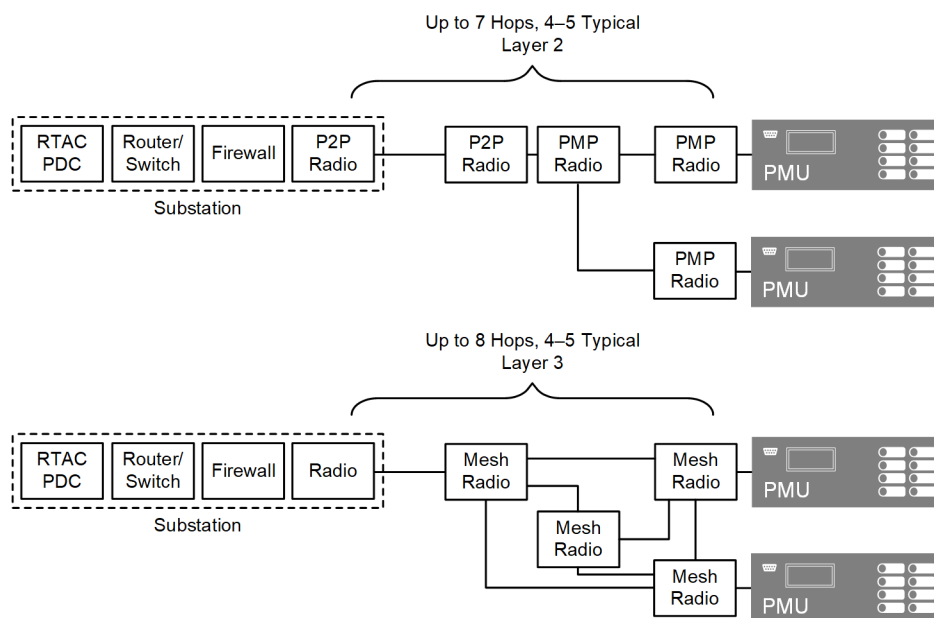 Up to 7 Hops, 4–5 Typical
Layer 2
RTAC
PDC
Router/
Switch
Firewall
P2P
Radio
P2P
Radio
PMP
Radio
PMP
Radio
PMU
Substation
PMP
Radio
PMU
Up to 8 Hops, 4–5 Typical
Layer 3
RTAC
PDC
Router/
Switch
Firewall
Radio
Mesh
Radio
Mesh
Radio
PMU
Substation
Mesh
Radio
Mesh
Radio
PMU